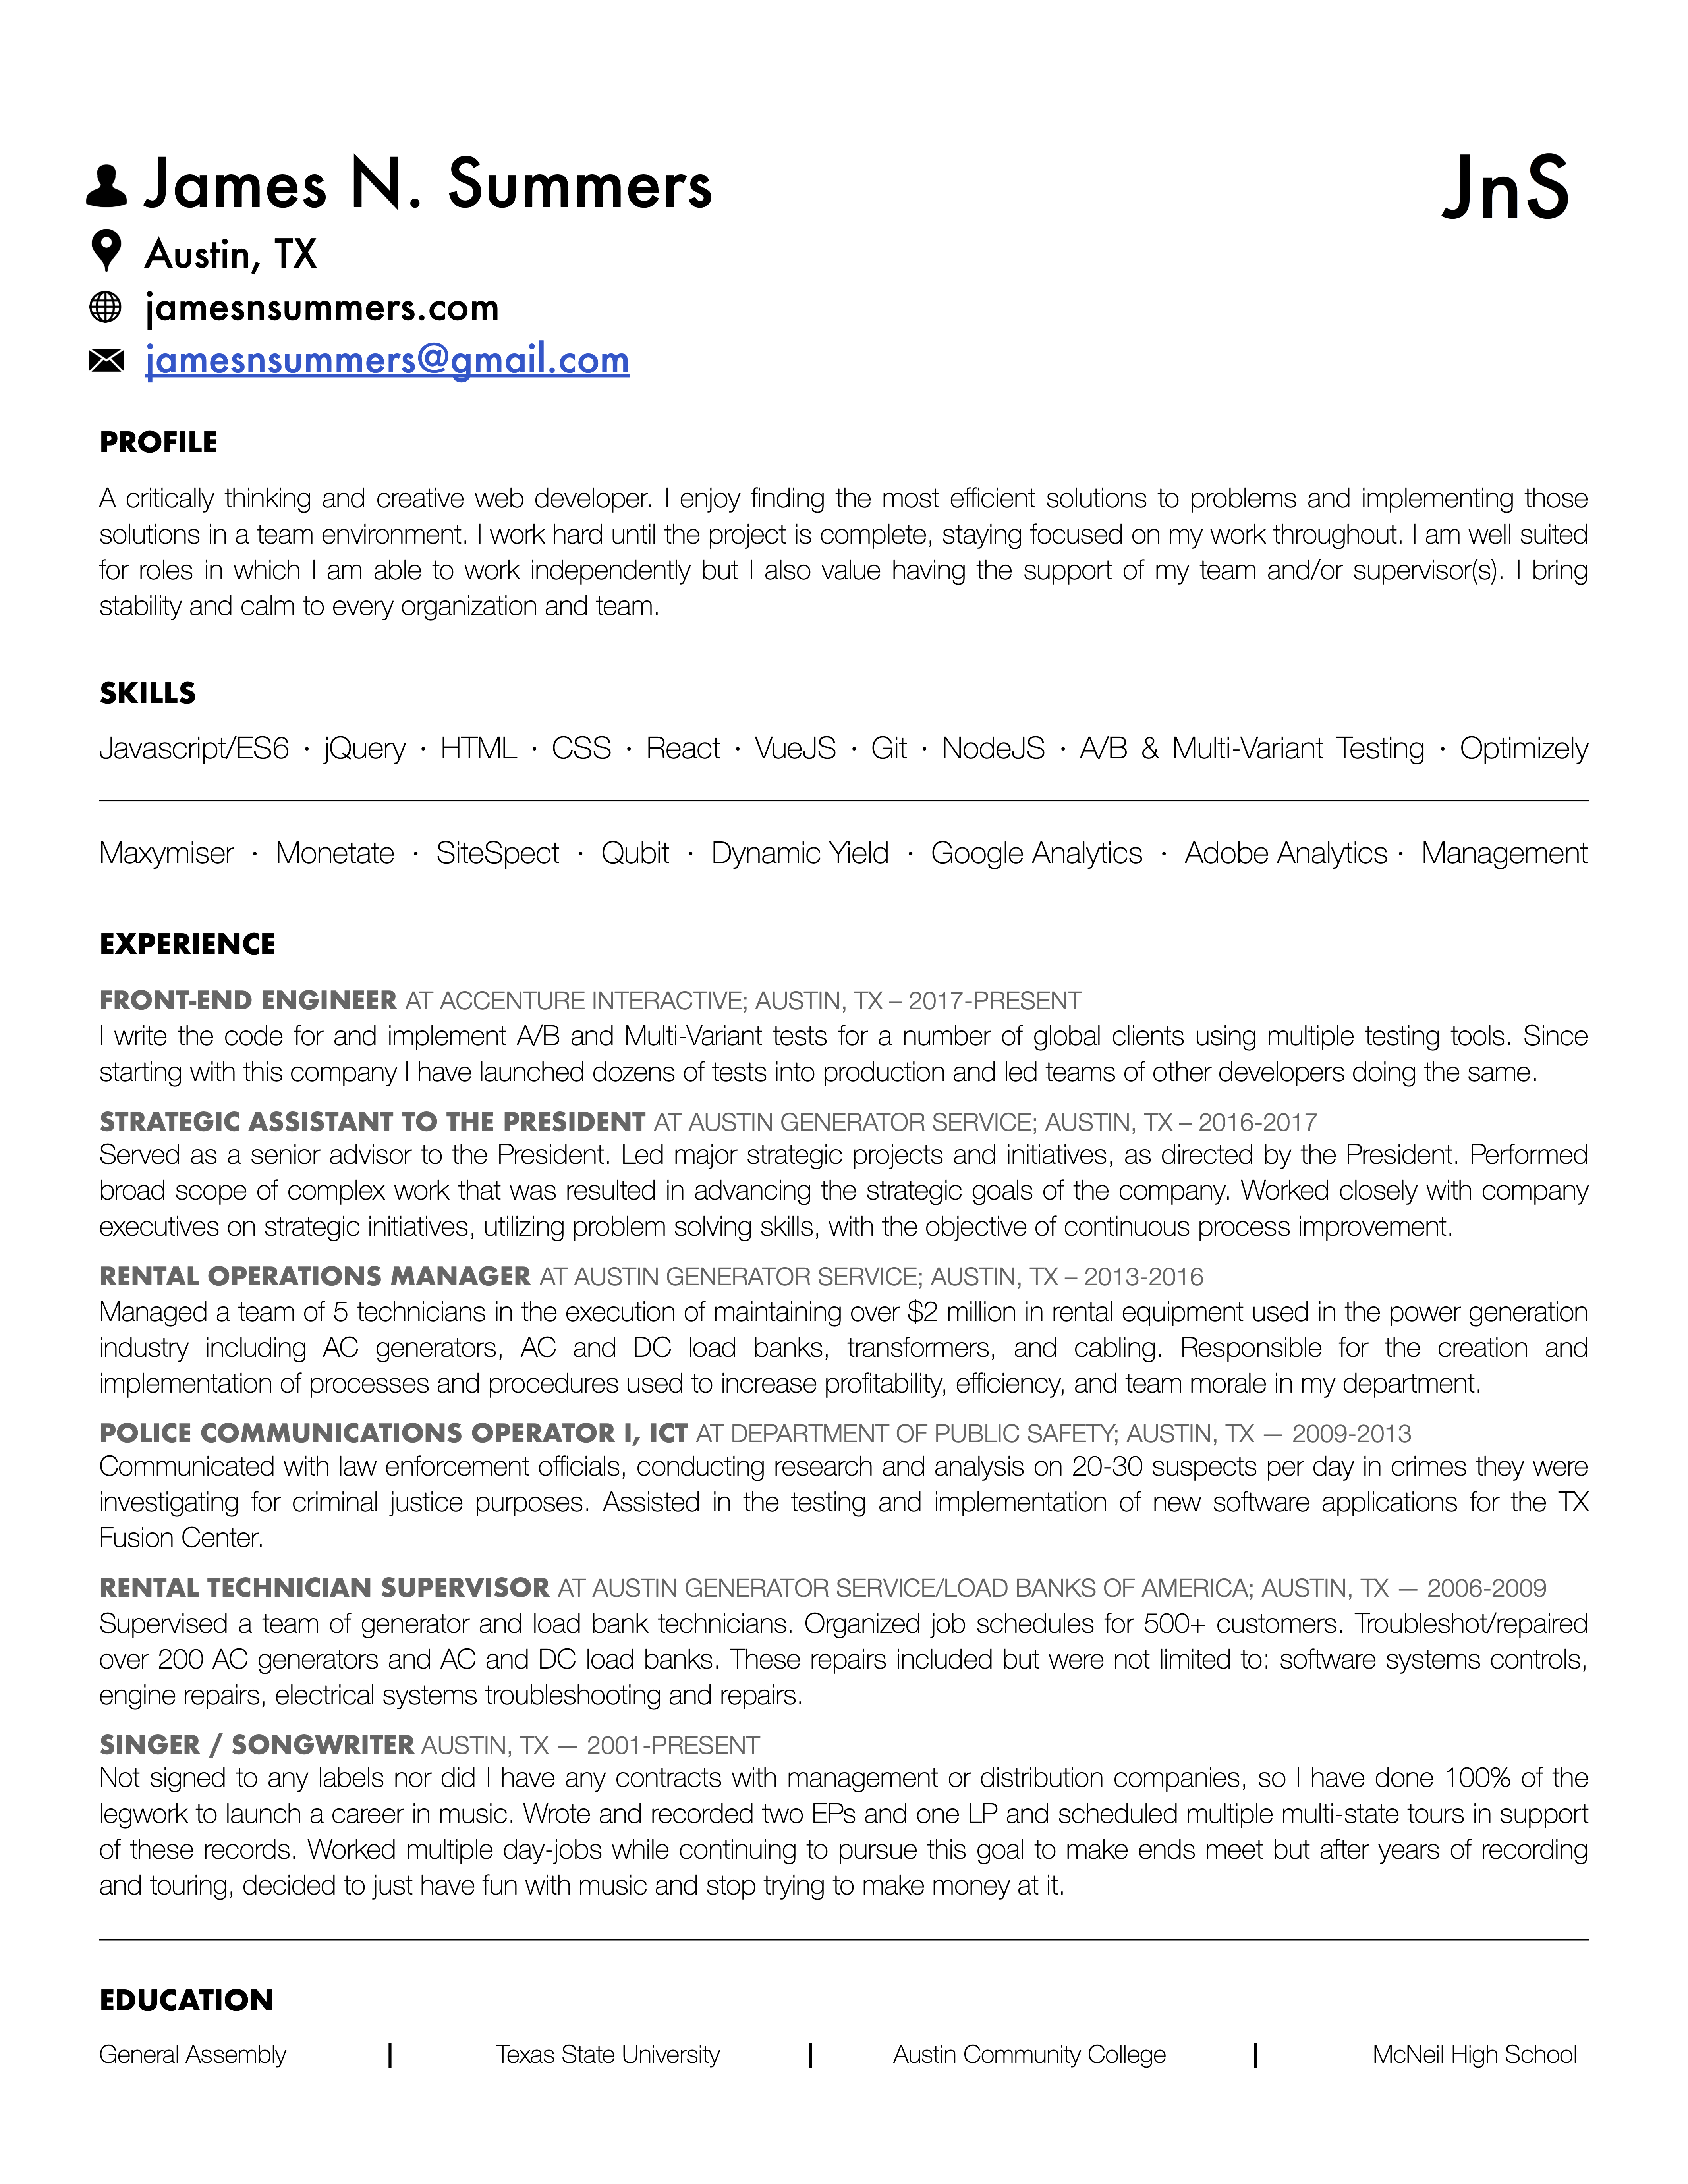 James N. Summers
JnS
Austin, TX
jamesnsummers.com
jamesnsummers@gmail.com
PROFILE
A critically thinking and creative web developer. I enjoy finding the most efficient solutions to problems and implementing those
solutions in a team environment. I work hard until the project is complete, staying focused on my work throughout. I am well suited
for roles in which I am able to work independently but I also value having the support of my team and/or supervisor(s). I bring
stability and calm to every organization and team.
SKILLS
Javascript/ES6 · jQuery · HTML · CSS · React · VueJS · Git · NodeJS · A/B & Multi-Variant Testing · Optimizely
Maxymiser · Monetate · SiteSpect · Qubit · Dynamic Yield · Google Analytics · Adobe Analytics · Management
EXPERIENCE
FRONT-END ENGINEER AT ACCENTURE INTERACTIVE; AUSTIN, TX – 2017-PRESENT
I write the code for and implement A/B and Multi-Variant tests for a number of global clients using multiple testing tools. Since
starting with this company I have launched dozens of tests into production and led teams of other developers doing the same.
STRATEGIC ASSISTANT TO THE PRESIDENT AT AUSTIN GENERATOR SERVICE; AUSTIN, TX – 2016-2017
Served as a senior advisor to the President. Led major strategic projects and initiatives, as directed by the President. Performed
broad scope of complex work that was resulted in advancing the strategic goals of the company. Worked closely with company
executives on strategic initiatives, utilizing problem solving skills, with the objective of continuous process improvement.
RENTAL OPERATIONS MANAGER AT AUSTIN GENERATOR SERVICE; AUSTIN, TX – 2013-2016
Managed a team of 5 technicians in the execution of maintaining over $2 million in rental equipment used in the power generation
industry including AC generators, AC and DC load banks, transformers, and cabling. Responsible for the creation and
implementation of processes and procedures used to increase profitability, efficiency, and team morale in my department.
POLICE COMMUNICATIONS OPERATOR I, ICT AT DEPARTMENT OF PUBLIC SAFETY; AUSTIN, TX — 2009-2013
Communicated with law enforcement officials, conducting research and analysis on 20-30 suspects per day in crimes they were
investigating for criminal justice purposes. Assisted in the testing and implementation of new software applications for the TX
Fusion Center.
RENTAL TECHNICIAN SUPERVISOR AT AUSTIN GENERATOR SERVICE/LOAD BANKS OF AMERICA; AUSTIN, TX — 2006-2009
Supervised a team of generator and load bank technicians. Organized job schedules for 500+ customers. Troubleshot/repaired
over 200 AC generators and AC and DC load banks. These repairs included but were not limited to: software systems controls,
engine repairs, electrical systems troubleshooting and repairs.
SINGER / SONGWRITER AUSTIN, TX — 2001-PRESENT
Not signed to any labels nor did I have any contracts with management or distribution companies, so I have done 100% of the
legwork to launch a career in music. Wrote and recorded two EPs and one LP and scheduled multiple multi-state tours in support
of these records. Worked multiple day-jobs while continuing to pursue this goal to make ends meet but after years of recording
and touring, decided to just have fun with music and stop trying to make money at it.
EDUCATION
General Assembly | Texas State University | Austin Community College | McNeil High School